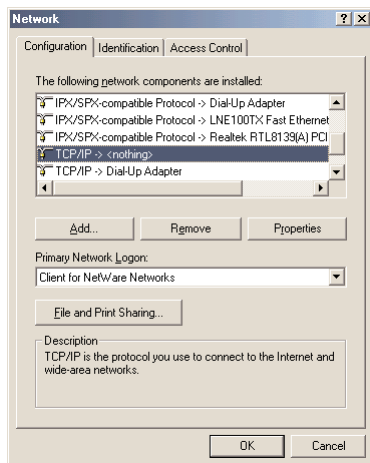 Network
? X
Configuration Identification Access Control
The following network components are installed:
IPX/SPX-compatible Protocol -> Dial-Up Adapter
IPX/SPX-compatible Protocol -> LNE100TX Fast Ethernet
IPX/SPX-compatible Protocol -> Realtek RTL8139(A) PCI
TCP/IP -> <nothing>
TCP/IP -> Dial-Up Adapter
Add... Remove Properties
Primary Network Logon:
Client for NetWare Networks
File and Print Sharing...
Description
TCP/IP is the protocol you use to connect to the Internet and
wide-area networks.
OK Cancel